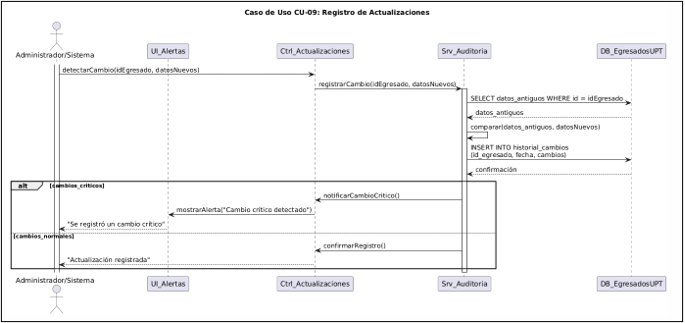 Caso de Uso CU-09: Registro de Actualizaciones
Administrador/Sistema
UI_Alertas
Ctrl_Actualizaciones
Srv_Auditoria
DB_EgresadosUPT
detectarCambio(idEgresado, datosNuevos)
registrarCambio(idEgresado, datosNuevos)
SELECT datos_antiguos WHERE id = idEgresado
datos_antiguos
comparar(datos_antiguos, datosNuevos)
INSERT INTO historial_cambios
(id_egresado, fecha, cambios)
confirmación
alt
[cambios_criticos]
notificarCambioCritico()
mostrarAlerta("Cambio crítico detectado")
"Se registró un cambio crítico"
[cambios_normales]
confirmarRegistro()
"Actualización registrada"
Administrador/Sistema
UI_Alertas
Ctrl_Actualizaciones
Srv_Auditoria
DB_EgresadosUPT